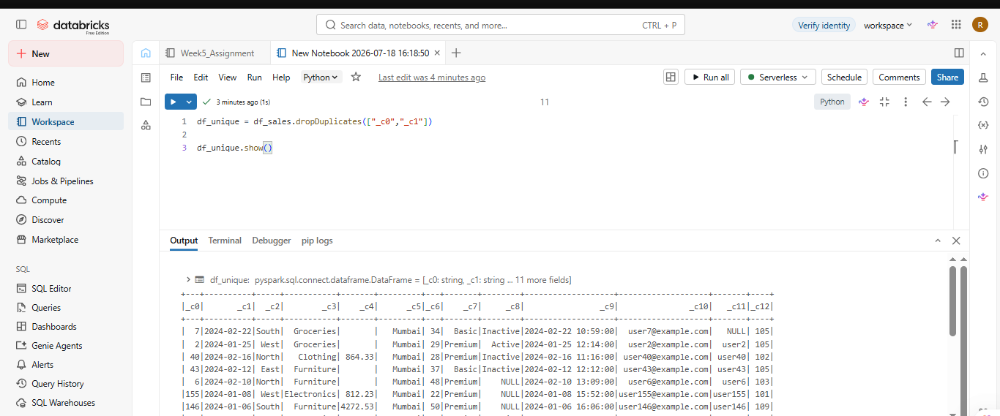 databricks
Free Edition
Search data, notebooks, recents, and more... CTRL + P
Verify identity
workspace
R
New
Home
Learn
Workspace
Recents
Catalog
Jobs & Pipelines
Compute
Discover
Marketplace
SQL
SQL Editor
Queries
Dashboards
Genie Agents
Alerts
Query History
SQL Warehouses
Week5_Assignment
New Notebook 2026-07-18 16:18:50
File Edit View Run Help Python Last edit was 4 minutes ago
Run all Serverless Schedule Comments Share
3 minutes ago (1s) 11 Python
1 df_unique = df_sales.dropDuplicates(["_c0","_c1"])
2
3 df_unique.show()
Output Terminal Debugger pip logs
df_unique: pyspark.sql.connect.dataframe.DataFrame = [_c0: string, _c1: string ... 11 more fields]
+---+----------+-----+-----------+-------+--------+---+-------+--------+-------------------+-------------------+-------+----+
|_c0| _c1| _c2| _c3| _c4| _c5|_c6| _c7| _c8| _c9| _c10| _c11|_c12|
+---+----------+-----+-----------+-------+--------+---+-------+--------+-------------------+-------------------+-------+----+
| 7|2024-02-22|South| Groceries| | Mumbai| 34| Basic|Inactive|2024-02-22 10:59:00| user7@example.com| NULL| 105|
| 2|2024-01-25| West| Groceries| | Mumbai| 29|Premium| Active|2024-01-25 12:14:00| user2@example.com| user2| 105|
| 40|2024-02-16|North| Clothing| 864.33| Mumbai| 28|Premium|Inactive|2024-02-16 11:16:00| user40@example.com| user40| 102|
| 43|2024-02-12| East| Furniture| | Mumbai| 37| Basic|Inactive|2024-02-12 12:12:00| user43@example.com| user43| 105|
| 6|2024-02-10|North| Furniture| | Mumbai| 48|Premium| NULL|2024-02-10 13:09:00| user6@example.com| user6| 103|
|155|2024-01-08| West|Electronics| 812.23| Mumbai| 22|Premium| NULL|2024-01-08 15:52:00|user155@example.com|user155| 101|
|146|2024-01-06|South| Furniture|4272.53| Mumbai| 50|Premium| NULL|2024-01-06 16:06:00|user146@example.com|user146| 109|